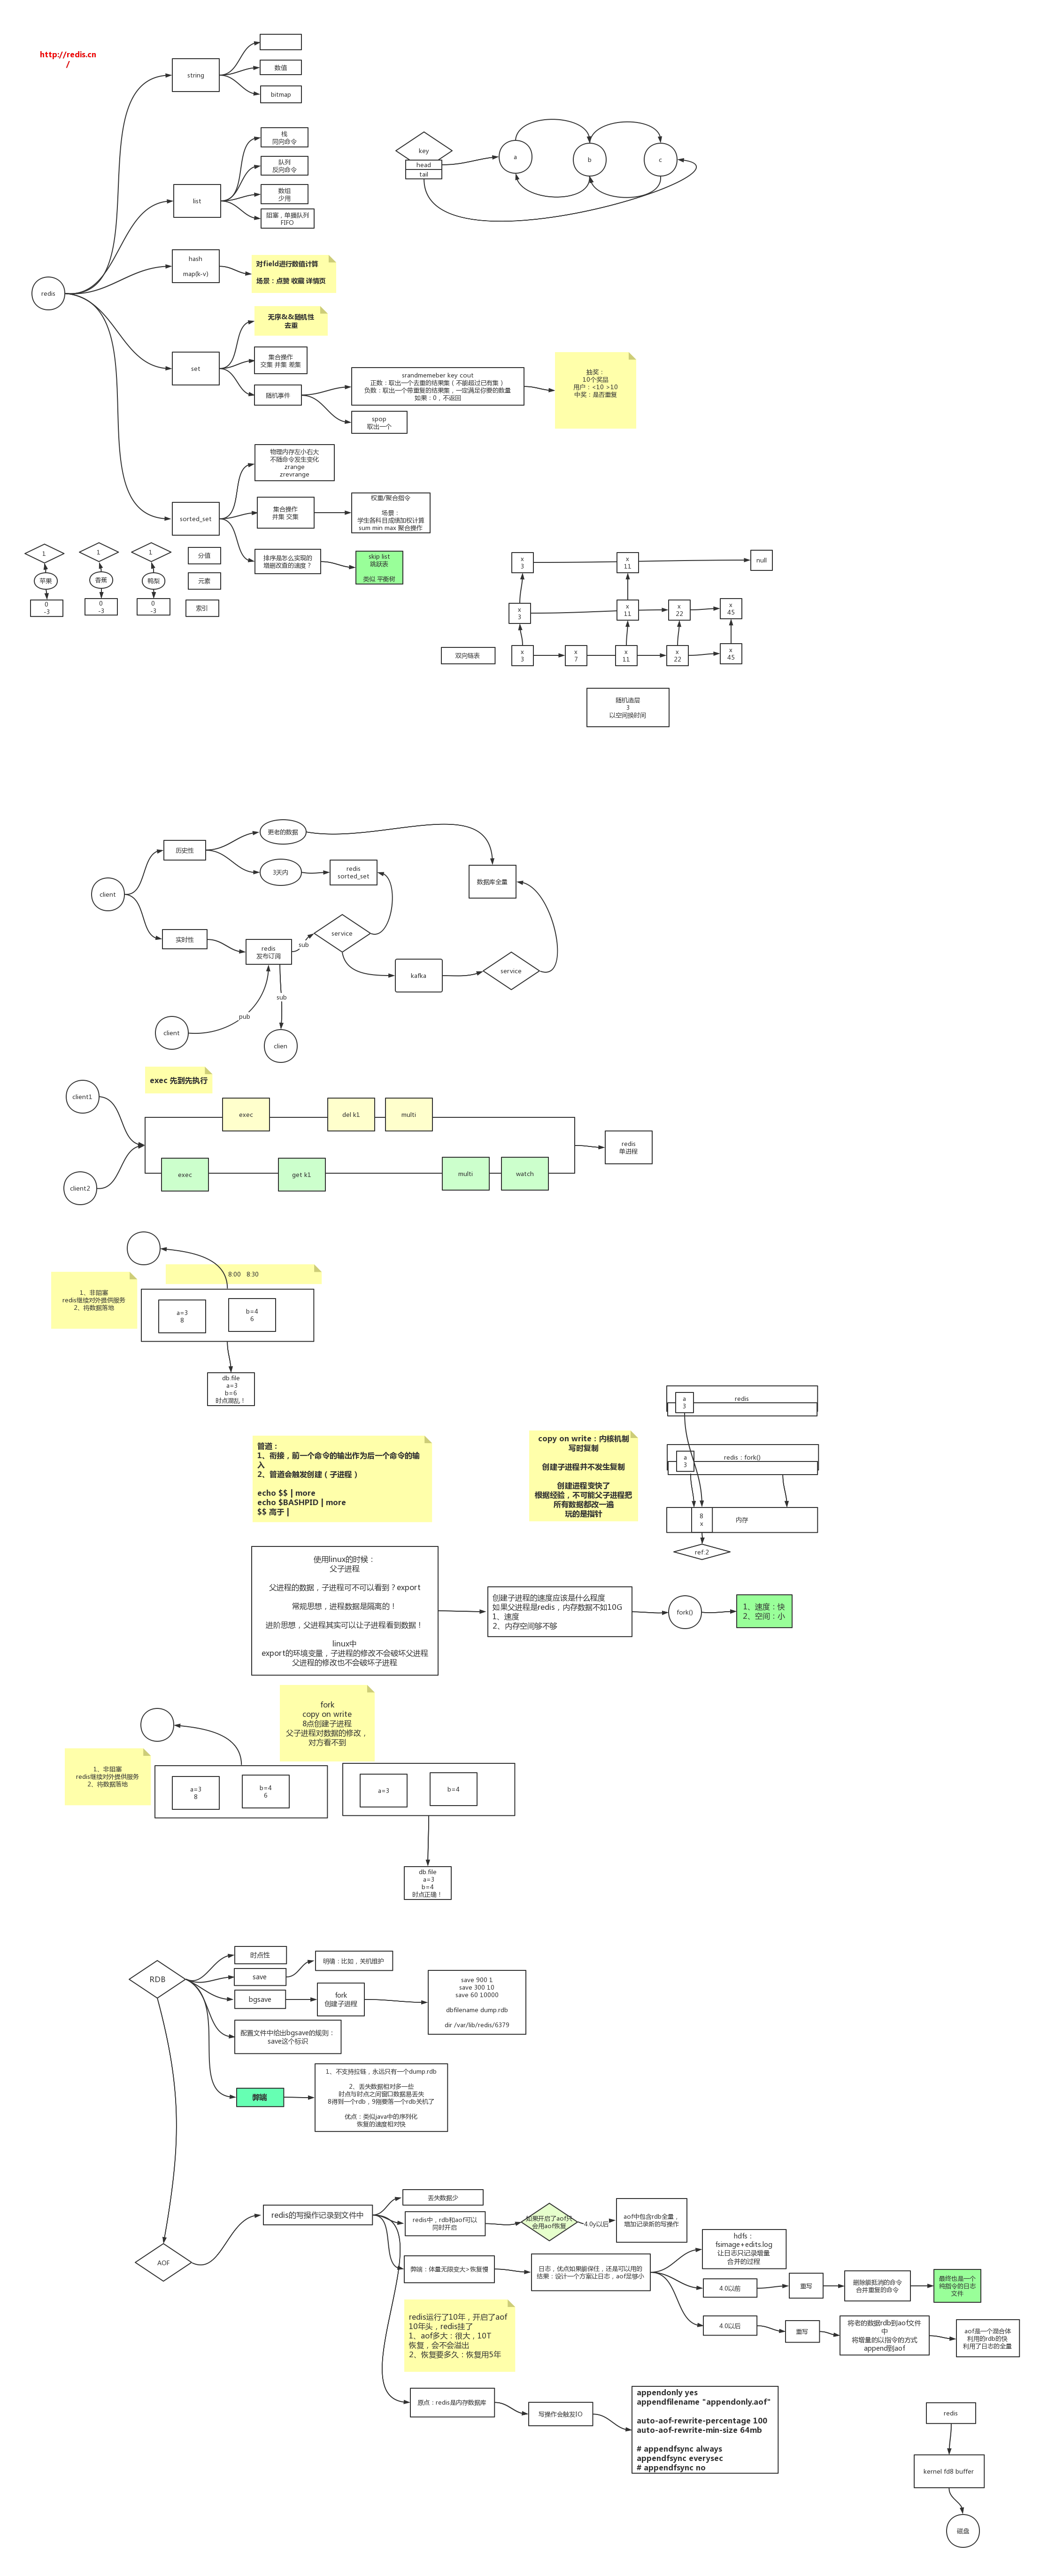 http://redis.cn
/
string
数值
bitmap
栈
同向命令
队列
反向命令
数组
少用
阻塞，单播队列
FIFO
list
key
head
tail
a
b
c
hash
map(k-v)
对field进行数值计算
场景：点赞 收藏 详情页
redis
无序&&随机性
去重
set
集合操作
交集 并集 差集
随机事件
srandmemeber key cout
正数：取出一个去重的结果集（不能超过已有集）
负数：取出一个带重复的结果集，一定满足你要的数量
如果：0，不返回
spop
取出一个
抽奖：
10个奖品
用户：<10 >10
中奖：是否重复
物理内存左小右大
不随命令发生变化
zrange
zrevrange
sorted_set
集合操作
并集 交集
权重/聚合指令
场景：
学生各科目成绩加权计算
sum min max 聚合操作
排序是怎么实现的
增删改查的速度？
skip list
跳跃表
类似 平衡树
1
1
1
分值
苹果
香蕉
鸭梨
元素
0
-3
0
-3
0
-3
索引
x
3
x
11
null
x
3
x
11
x
22
x
45
双向链表
x
3
x
7
x
11
x
22
x
45
随机造层
3
以空间换时间
更老的数据
历史性
3天内
redis
sorted_set
数据库全量
client
实时性
redis
发布订阅
sub
service
kafka
service
sub
pub
client
clien
exec 先到先执行
client1
exec
del k1
multi
redis
单进程
client2
exec
get k1
multi
watch
8:00 8:30
1、非阻塞
redis继续对外提供服务
2、将数据落地
a=3
8
b=4
6
db file
a=3
b=6
时点混乱！
a
3
redis
管道：
1、衔接，前一个命令的输出作为后一个命令的输
入
2、管道会触发创建（子进程）
echo $$ | more
echo $BASHPID | more
$$ 高于 |
copy on write：内核机制
写时复制
创建子进程并不发生复制
创建进程变快了
根据经验，不可能父子进程把
所有数据都改一遍
玩的是指针
a
3
redis：fork()
8
x
内存
ref:2
使用linux的时候：
父子进程
父进程的数据，子进程可不可以看到？export
常规思想，进程数据是隔离的！
进阶思想，父进程其实可以让子进程看到数据！
linux中
export的环境变量，子进程的修改不会破坏父进程
父进程的修改也不会破坏子进程
创建子进程的速度应该是什么程度
如果父进程是redis，内存数据不如10G
1、速度
2、内存空间够不够
fork()
1、速度：快
2、空间：小
fork
copy on write
8点创建子进程
父子进程对数据的修改，
对方看不到
1、非阻塞
redis继续对外提供服务
2、将数据落地
a=3
8
b=4
6
a=3
b=4
db file
a=3
b=4
时点正确！
RDB
时点性
save
明确：比如，关机维护
bgsave
fork
创建子进程
save 900 1
save 300 10
save 60 10000
dbfilename dump.rdb
dir /var/lib/redis/6379
配置文件中给出bgsave的规则：
save这个标识
弊端
1、不支持拉链，永远只有一个dump.rdb
2、丢失数据相对多一些
时点与时点之间窗口数据易丢失
8得到一个rdb，9刚要落一个rdb关机了
优点：类似java中的序列化
恢复的速度相对快
AOF
redis的写操作记录到文件中
丢失数据少
redis中，rdb和aof可以
同时开启
如果开启了aof只
会用aof恢复
4.0y以后
aof中包含rdb全量，
增加记录新的写操作
弊端：体量无限变大>恢复慢
日志，优点如果能保住，还是可以用的
结果：设计一个方案让日志，aof足够小
hdfs：
fsimage+edits.log
让日志只记录增量
合并的过程
4.0以前
重写
删除能抵消的命令
合并重复的命令
最终也是一个
纯指令的日志
文件
4.0以后
重写
将老的数据rdb到aof文件
中
将增量的以指令的方式
append到aof
aof是一个混合体
利用的rdb的快
利用了日志的全量
redis运行了10年，开启了aof
10年头，redis挂了
1、aof多大：很大，10T
恢复，会不会溢出
2、恢复要多久：恢复用5年
原点：redis是内存数据库
写操作会触发IO
appendonly yes
appendfilename "appendonly.aof"
auto-aof-rewrite-percentage 100
auto-aof-rewrite-min-size 64mb
# appendfsync always
appendfsync everysec
# appendfsync no
redis
kernel fd8 buffer
磁盘